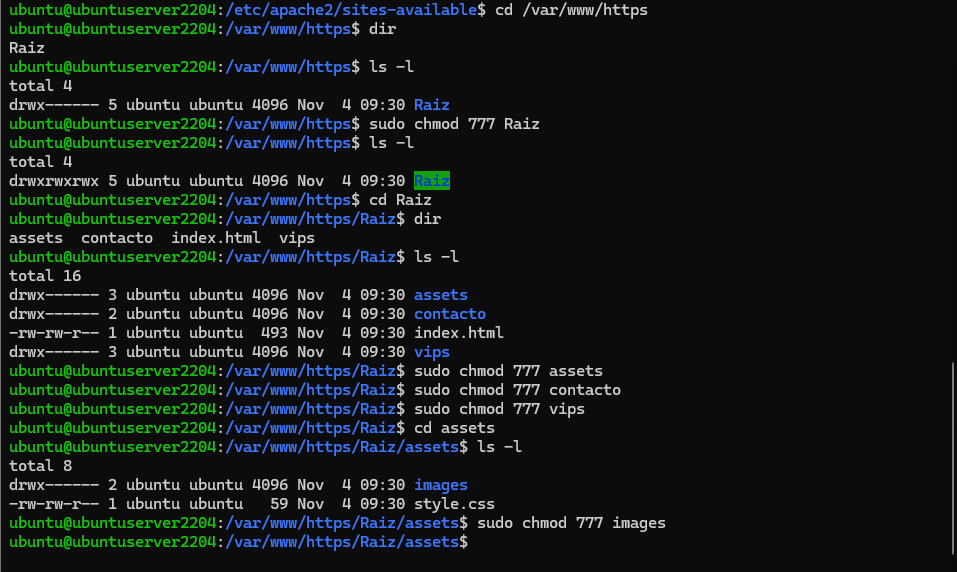 ubuntu@ubuntuserver2204:/etc/apache2/sites-available$ cd /var/www/https
ubuntu@ubuntuserver2204:/var/www/https$ dir
Raiz
ubuntu@ubuntuserver2204:/var/www/https$ ls -l
total 4
drwx------ 5 ubuntu ubuntu 4096 Nov  4 09:30 Raiz
ubuntu@ubuntuserver2204:/var/www/https$ sudo chmod 777 Raiz
ubuntu@ubuntuserver2204:/var/www/https$ ls -l
total 4
drwxrwxrwx 5 ubuntu ubuntu 4096 Nov  4 09:30 Raiz
ubuntu@ubuntuserver2204:/var/www/https$ cd Raiz
ubuntu@ubuntuserver2204:/var/www/https/Raiz$ dir
assets  contacto  index.html  vips
ubuntu@ubuntuserver2204:/var/www/https/Raiz$ ls -l
total 16
drwx------ 3 ubuntu ubuntu 4096 Nov  4 09:30 assets
drwx------ 2 ubuntu ubuntu 4096 Nov  4 09:30 contacto
-rw-rw-r-- 1 ubuntu ubuntu  493 Nov  4 09:30 index.html
drwx------ 3 ubuntu ubuntu 4096 Nov  4 09:30 vips
ubuntu@ubuntuserver2204:/var/www/https/Raiz$ sudo chmod 777 assets
ubuntu@ubuntuserver2204:/var/www/https/Raiz$ sudo chmod 777 contacto
ubuntu@ubuntuserver2204:/var/www/https/Raiz$ sudo chmod 777 vips
ubuntu@ubuntuserver2204:/var/www/https/Raiz$ cd assets
ubuntu@ubuntuserver2204:/var/www/https/Raiz/assets$ ls -l
total 8
drwx------ 2 ubuntu ubuntu 4096 Nov  4 09:30 images
-rw-rw-r-- 1 ubuntu ubuntu   59 Nov  4 09:30 style.css
ubuntu@ubuntuserver2204:/var/www/https/Raiz/assets$ sudo chmod 777 images
ubuntu@ubuntuserver2204:/var/www/https/Raiz/assets$